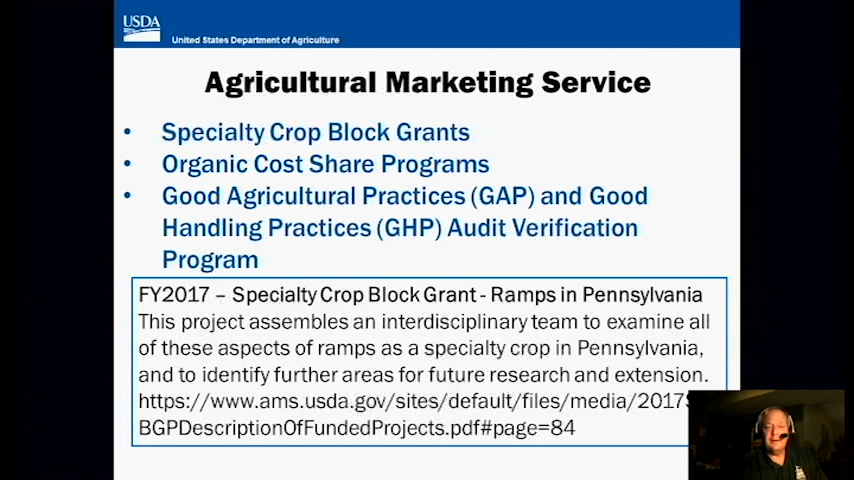 USDA
United States Department of Agriculture
Agricultural Marketing Service
• Specialty Crop Block Grants
• Organic Cost Share Programs
• Good Agricultural Practices (GAP) and Good
Handling Practices (GHP) Audit Verification
Program
FY2017 – Specialty Crop Block Grant - Ramps in Pennsylvania
This project assembles an interdisciplinary team to examine all
of these aspects of ramps as a specialty crop in Pennsylvania,
and to identify further areas for future research and extension.
https://www.ams.usda.gov/sites/default/files/media/2017S
BGPDescriptionOfFundedProjects.pdf#page=84